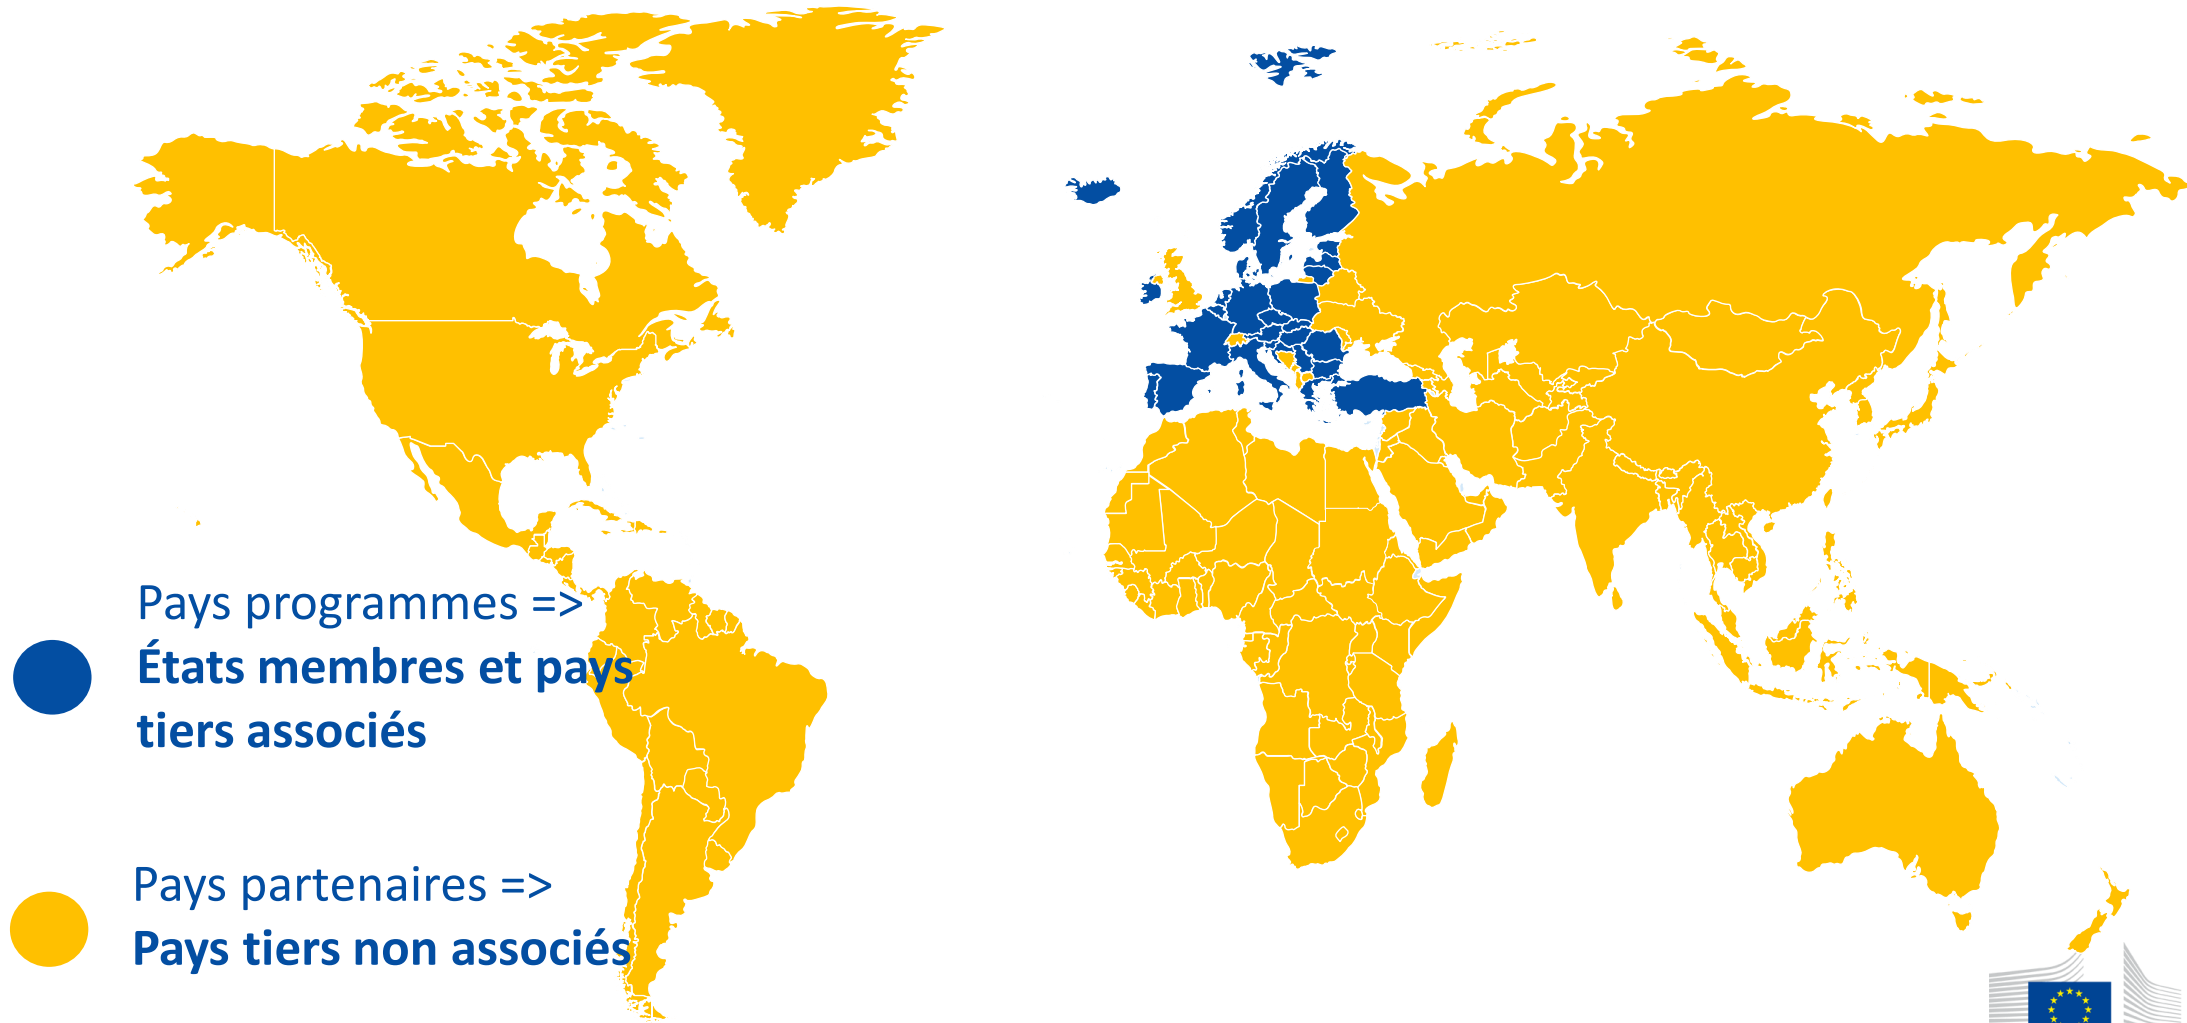 Pays programmes =>
États membres et pays
tiers associés
Pays partenaires =>
Pays tiers non associés